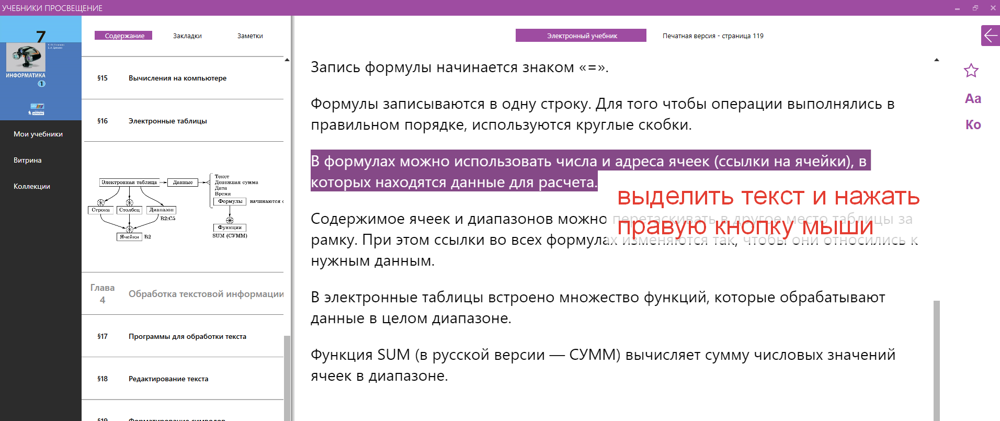 УЧЕБНИКИ ПРОСВЕЩЕНИЕ
7
ИНФОРМАТИКА
1
Мои учебники
Витрина
Коллекции
Содержание
Закладки
Заметки
§15 Вычисления на компьютере
§16 Электронные таблицы
Электронная таблица
Данные
Текст
Денежная сумма
Дата
Время
Формулы
начинаются с
Строка
Столбец
Диапазон
B2:C5
Функции
SUM (СУММ)
Ячейки
B2
Глава
4
Обработка текстовой информации
§17 Программы для обработки текста
§18 Редактирование текста
§19 Форматирование символов
Электронный учебник
Печатная версия - страница 119
Запись формулы начинается знаком «=».
Формулы записываются в одну строку. Для того чтобы операции выполнялись в
правильном порядке, используются круглые скобки.
В формулах можно использовать числа и адреса ячеек (ссылки на ячейки), в
которых находятся данные для расчета.
выделить текст и нажать
правую кнопку мыши
Содержимое ячеек и диапазонов можно перетаскивать в другое место таблицы за
рамку. При этом ссылки во всех формулах изменяются так, чтобы они относились к
нужным данным.
В электронные таблицы встроено множество функций, которые обрабатывают
данные в целом диапазоне.
Функция SUM (в русской версии — СУММ) вычисляет сумму числовых значений
ячеек в диапазоне.
Aa
Ко